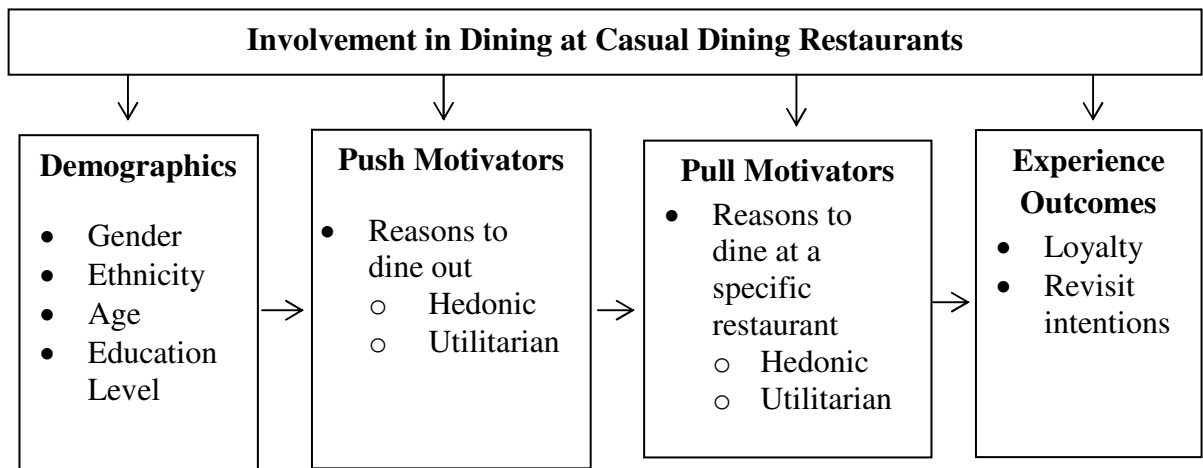 Involvement in Dining at Casual Dining Restaurants
Demographics
• Gender
• Ethnicity
• Age
• Education
Level
Push Motivators
• Reasons to
dine out
o Hedonic
o Utilitarian
Pull Motivators
• Reasons to
dine at a
specific
restaurant
o Hedonic
o Utilitarian
Experience
Outcomes
• Loyalty
• Revisit
intentions